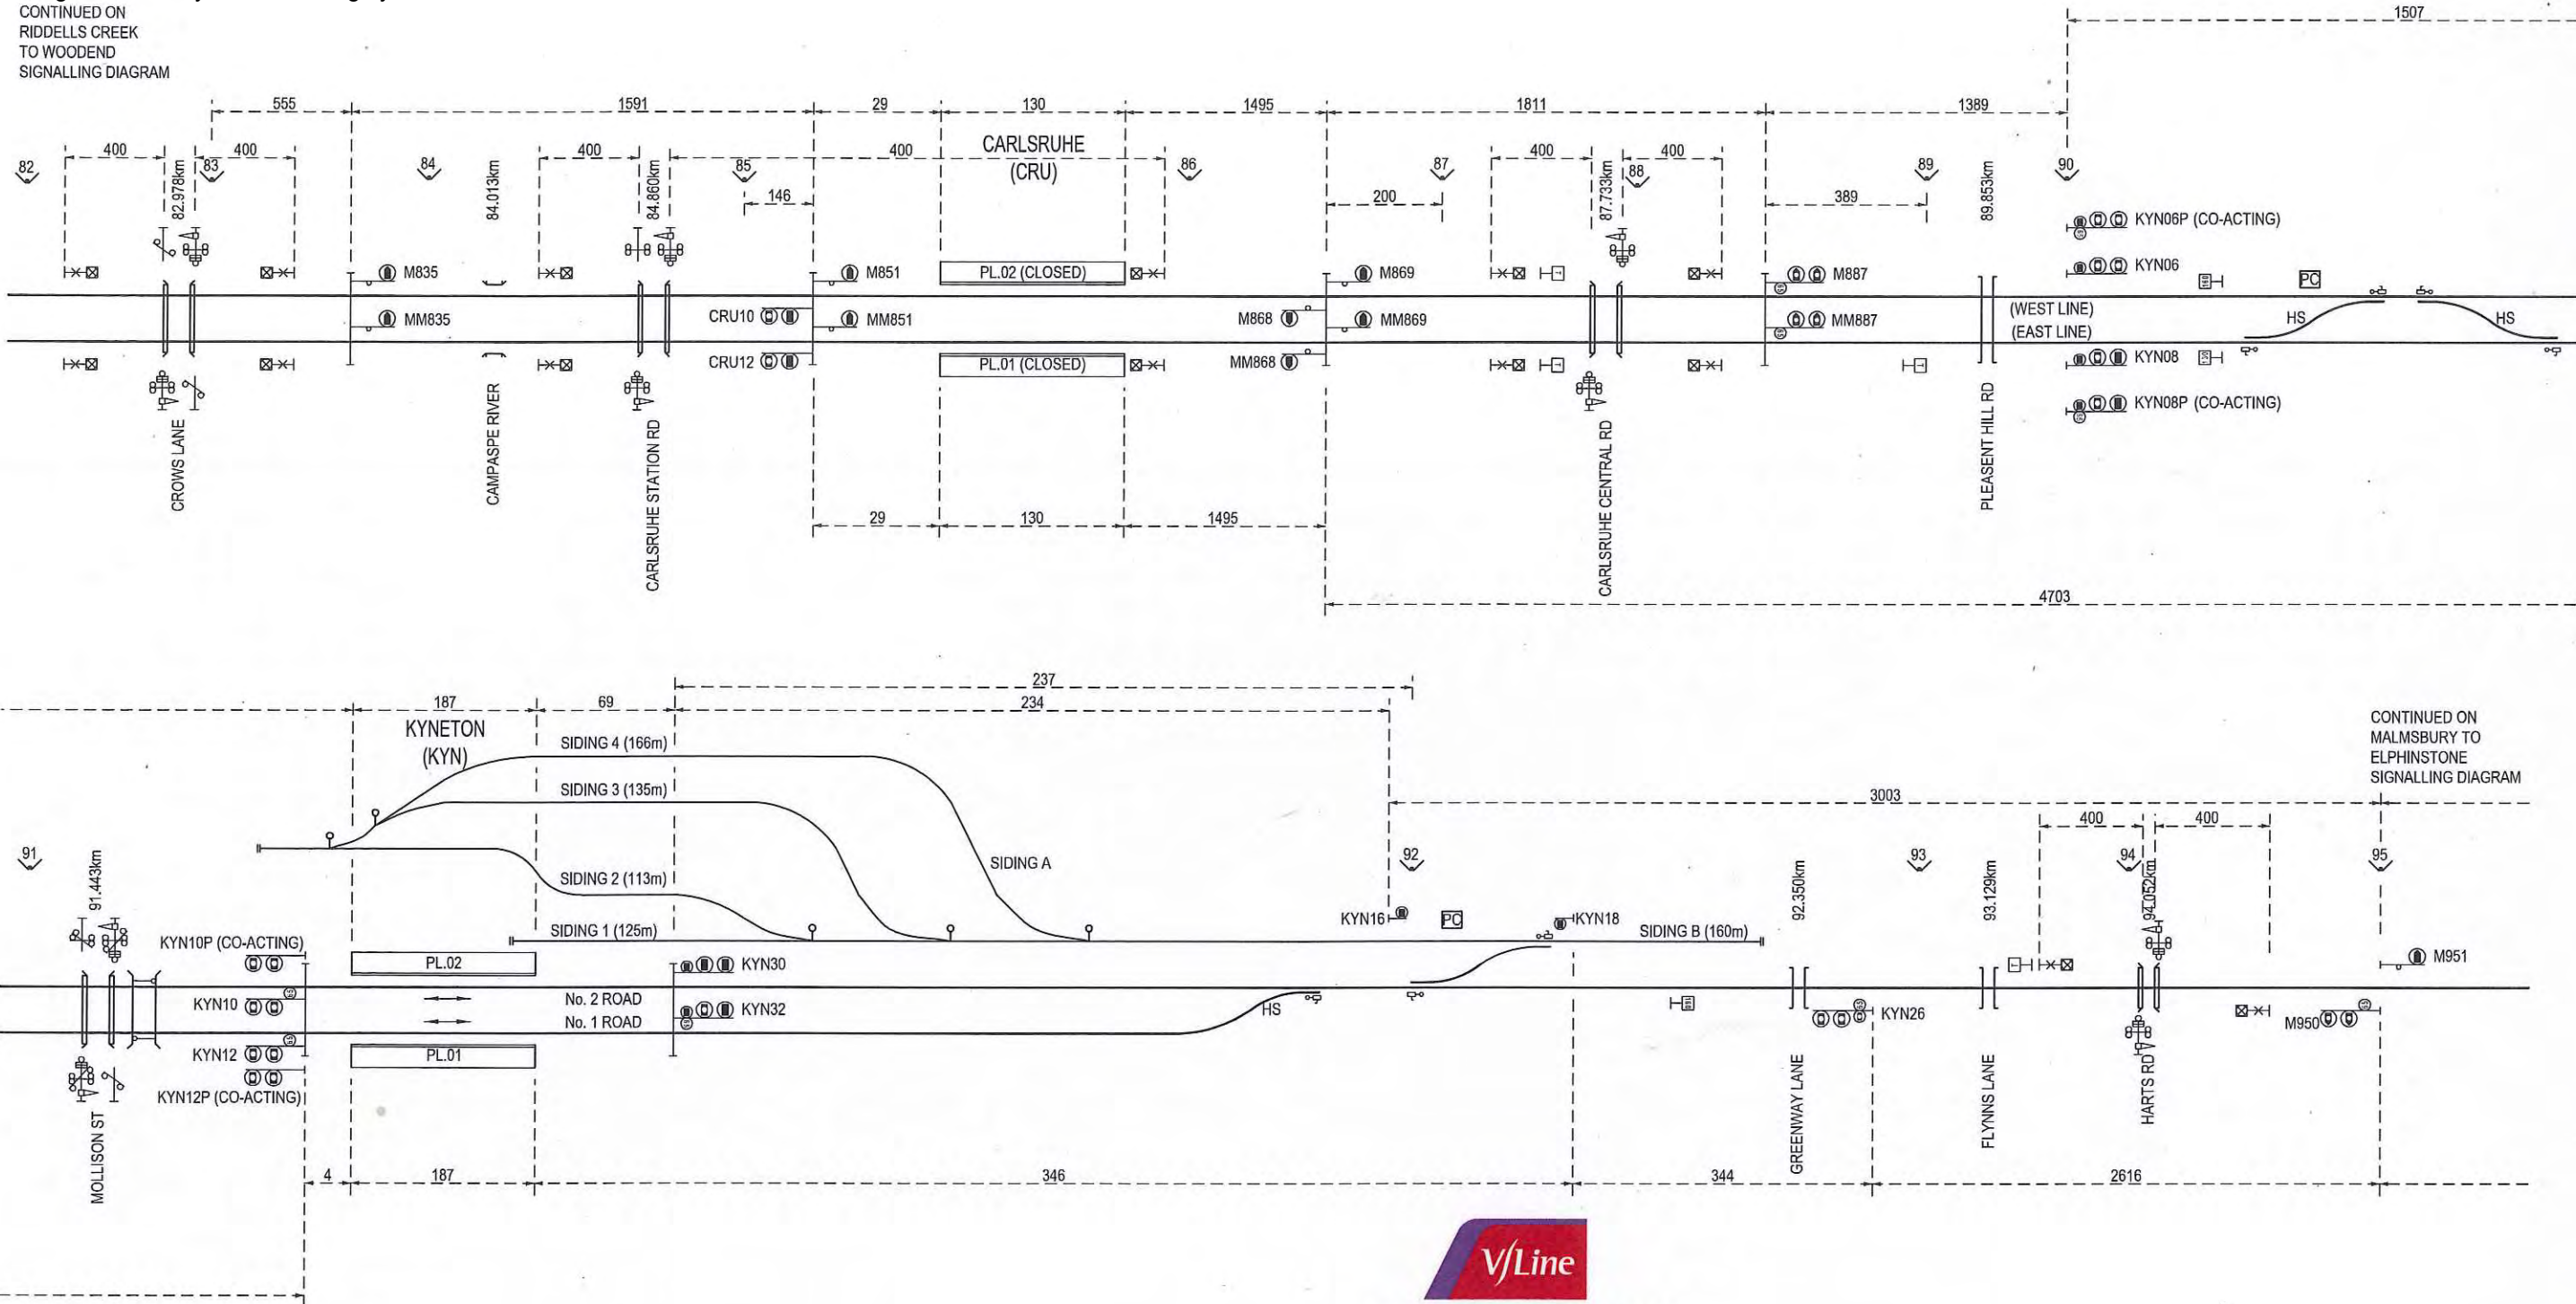 CONTINUED ON
RIDDELLS CREEK
TO WOODEND
SIGNALLING DIAGRAM
1507
555
1591
29
130
1495
1811
1389
400
400
400
400
400
400
CARLSRUHE
(CRU)
82
82.978km
83
84
84.013km
84.860km
85
86
87
87.733km
88
89
89.853km
90
146
200
389
KYN06P (CO-ACTING)
KYN06
M835
M851
PL.02 (CLOSED)
M869
M887
PC
MM835
CRU10
MM851
M868
MM869
MM887
(WEST LINE)
(EAST LINE)
HS
HS
CRU12
PL.01 (CLOSED)
MM868
KYN08
KYN08P (CO-ACTING)
CROWS LANE
CAMPASPE RIVER
CARLSRUHE STATION RD
CARLSRUHE CENTRAL RD
PLEASENT HILL RD
29
130
1495
4703
237
187
69
234
KYNETON
(KYN)
SIDING 4 (166m)
SIDING 3 (135m)
SIDING A
SIDING 2 (113m)
SIDING 1 (125m)
CONTINUED ON
MALMSBURY TO
ELPHINSTONE
SIGNALLING DIAGRAM
3003
400
400
91
91.443km
92
92.350km
93
93.129km
94
94.052km
95
KYN16
PC
KYN18
SIDING B (160m)
KYN10P (CO-ACTING)
PL.02
KYN30
M951
KYN10
No. 2 ROAD
KYN32
No. 1 ROAD
HS
KYN26
M950
KYN12
PL.01
KYN12P (CO-ACTING)
MOLLISON ST
GREENWAY LANE
FLYNNS LANE
HARTS RD
4
187
346
344
2616
V/Line